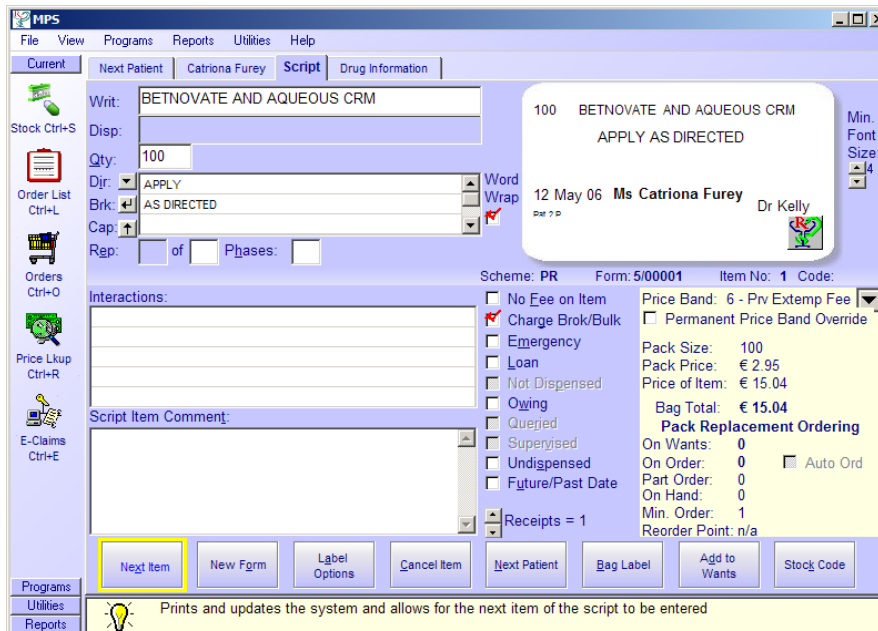 MPS
File View Programs Reports Utilities Help
Current
Next Patient Catriona Furey Script Drug Information
Stock Ctrl+S
Order List
Ctrl+L
Orders
Ctrl+O
Price Lkup
Ctrl+R
E-Claims
Ctrl+E
Programs
Utilities
Reports
Writ: BETNOVATE AND AQUEOUS CRM
Disp:
Qty: 100
Dir: APPLY
Brk: AS DIRECTED
Cap:
Word
Wrap
Rep: of Phases:
100 BETNOVATE AND AQUEOUS CRM
APPLY AS DIRECTED
12 May 06 Ms Catriona Furey
Dr Kelly
Min.
Font
Size:
4
Scheme: PR Form: 5/00001 Item No: 1 Code:
Interactions:
Script Item Comment:
No Fee on Item
Charge Brok/Bulk
Emergency
Loan
Not Dispensed
Owing
Queried
Supervised
Undispensed
Future/Past Date
Receipts = 1
Price Band: 6 - Prv Extemp Fee
Permanent Price Band Override
Pack Size: 100
Pack Price: € 2.95
Price of Item: € 15.04
Bag Total: € 15.04
Pack Replacement Ordering
On Wants: 0
On Order: 0 Auto Ord
Part Order: 0
On Hand: 0
Min. Order: 1
Reorder Point: n/a
Next Item
New Form
Label
Options
Cancel Item
Next Patient
Bag Label
Add to
Wants
Stock Code
Prints and updates the system and allows for the next item of the script to be entered